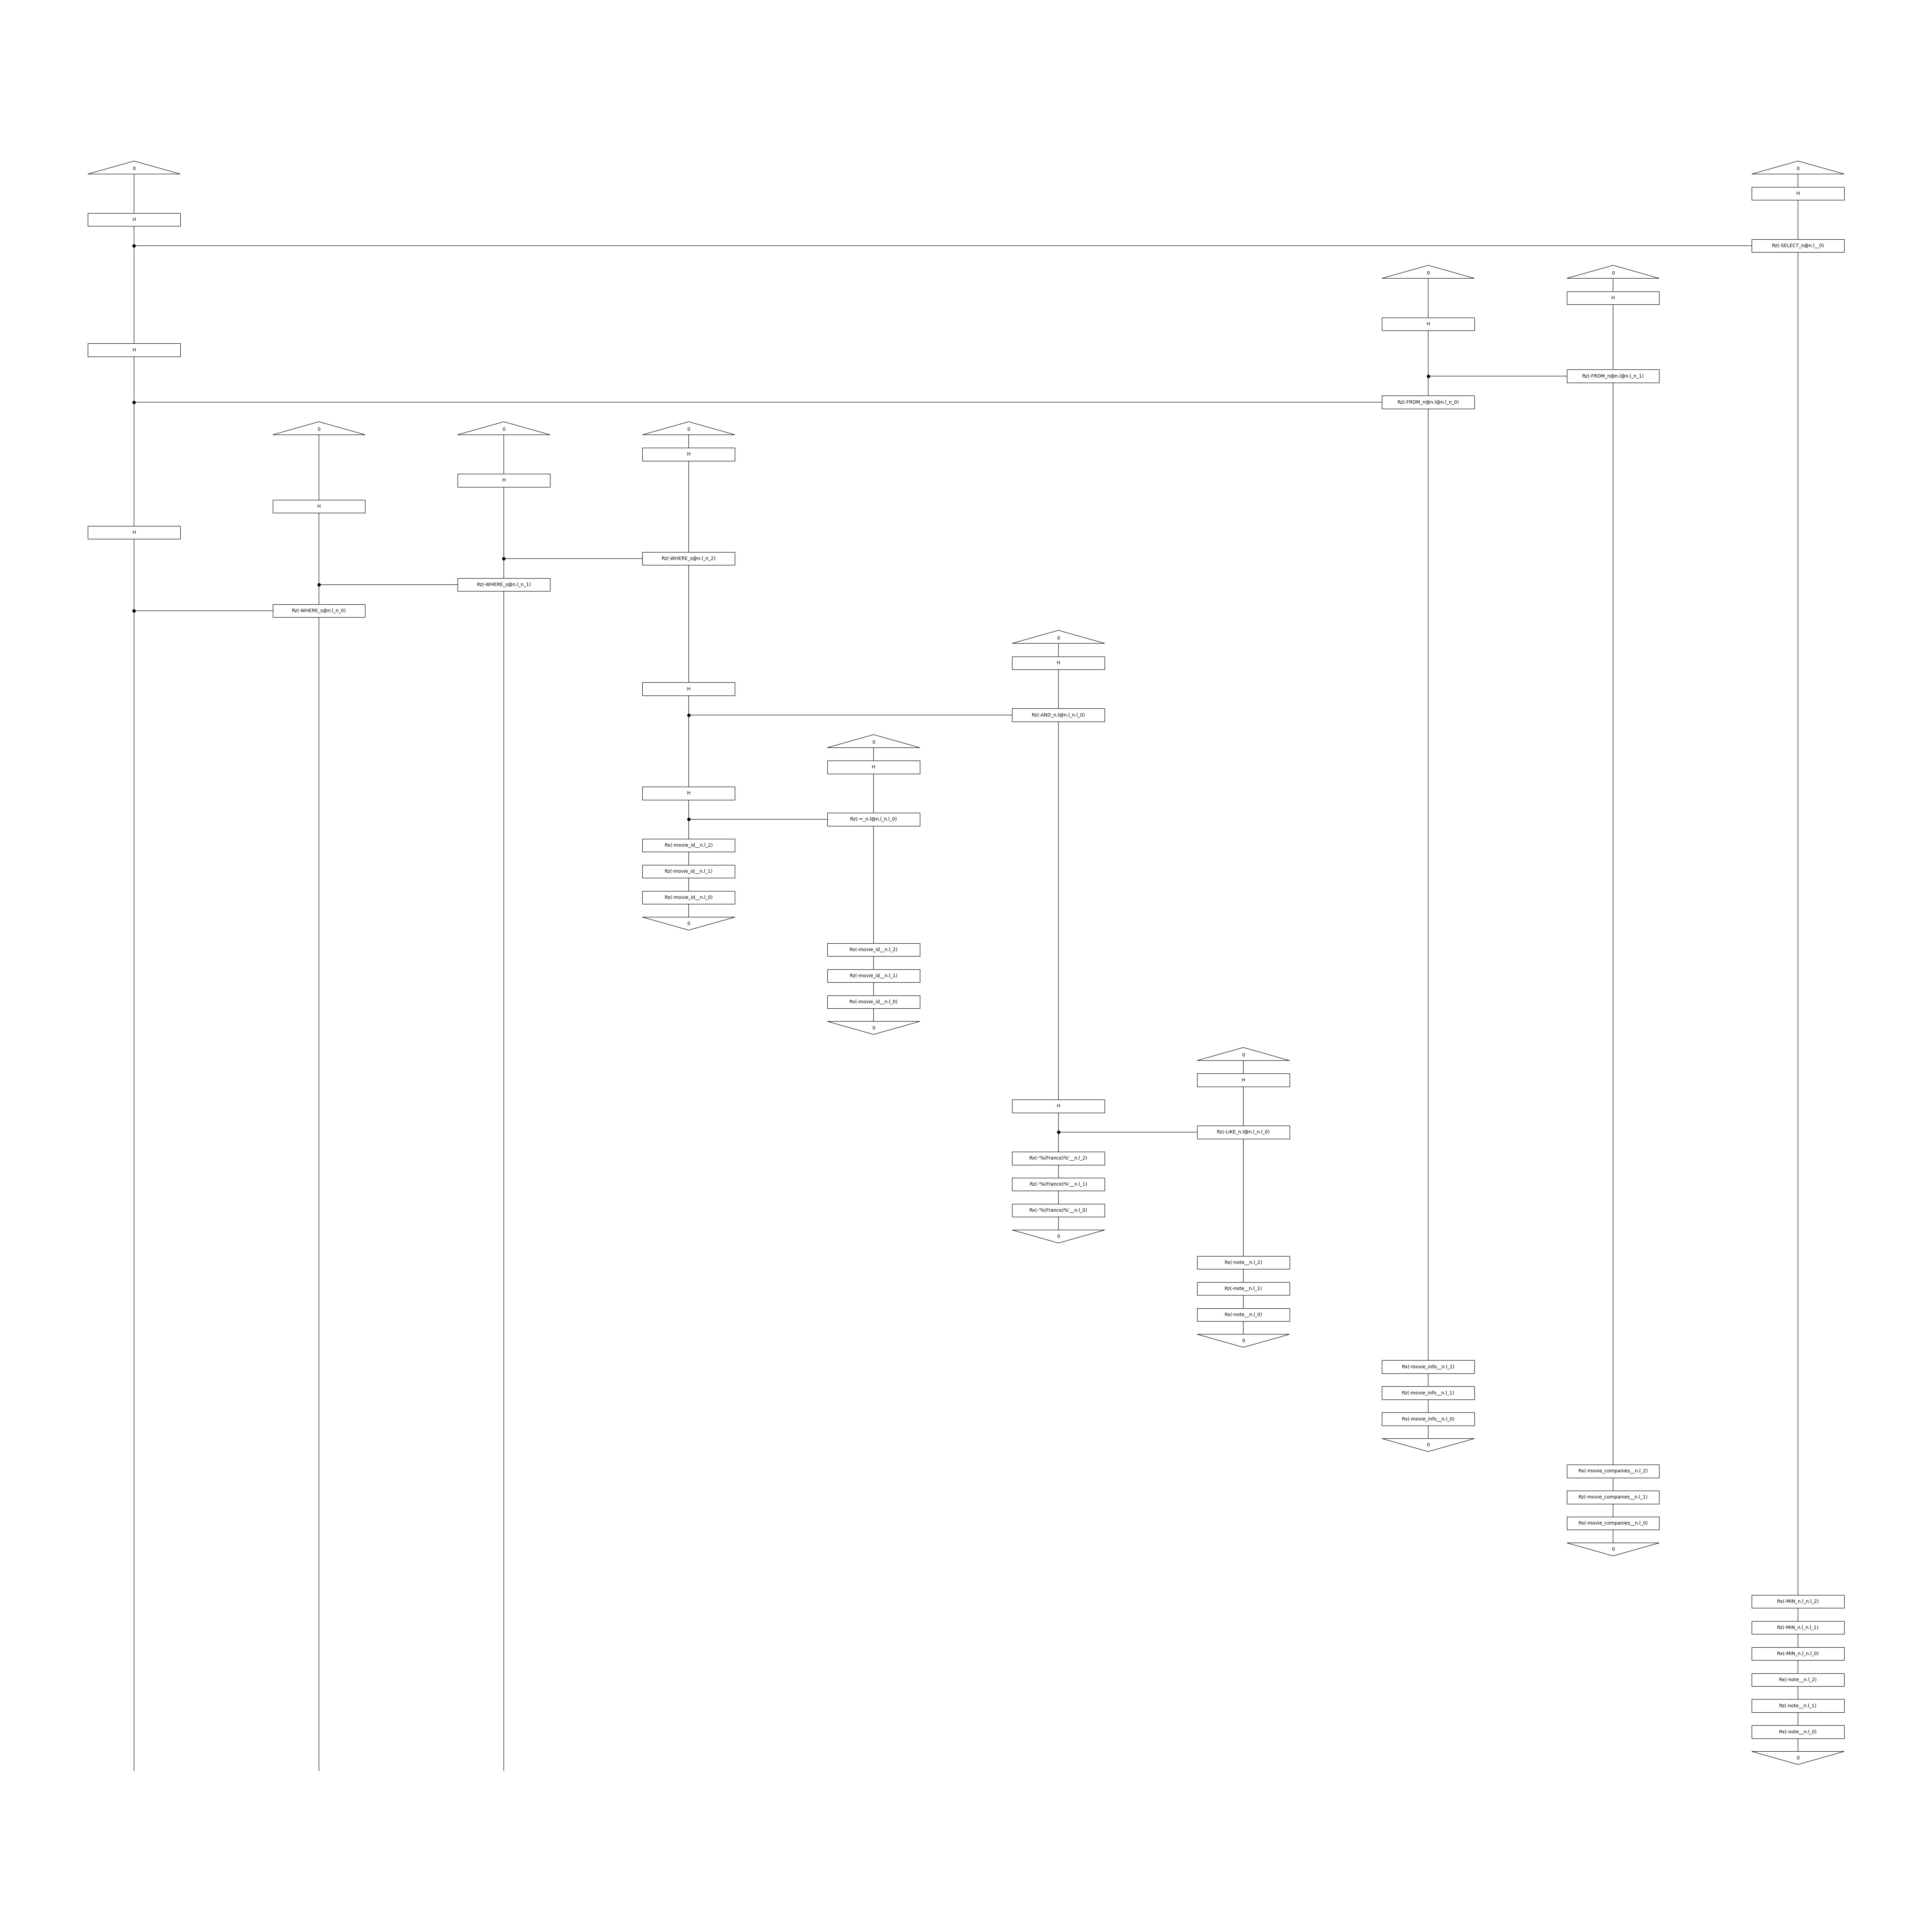 0 0
H
H
Rz(-SELECT_n@n.l__0)
0 0
H
H
H
Rz(-FROM_n@n.l@n.l_n_1)
Rz(-FROM_n@n.l@n.l_n_0)
0 0 0
H
H
H
H
Rz(-WHERE_s@n.l_n_2)
Rz(-WHERE_s@n.l_n_1)
Rz(-WHERE_s@n.l_n_0)
0
H
H
Rz(-AND_n.l@n.l_n.l_0)
0
H
H
Rz(-=_n.l@n.l_n.l_0)
Rx(-movie_id__n.l_2)
Rz(-movie_id__n.l_1)
Rx(-movie_id__n.l_0)
0
Rx(-movie_id__n.l_2)
Rz(-movie_id__n.l_1)
Rx(-movie_id__n.l_0)
0
0
H
H
Rz(-LIKE_n.l@n.l_n.l_0)
Rx(-'%(France)%'__n.l_2)
Rz(-'%(France)%'__n.l_1)
Rx(-'%(France)%'__n.l_0)
0
Rx(-note__n.l_2)
Rz(-note__n.l_1)
Rx(-note__n.l_0)
0
Rx(-movie_info__n.l_2)
Rz(-movie_info__n.l_1)
Rx(-movie_info__n.l_0)
0
Rx(-movie_companies__n.l_2)
Rz(-movie_companies__n.l_1)
Rx(-movie_companies__n.l_0)
0
Rx(-MIN_n.l_n.l_2)
Rz(-MIN_n.l_n.l_1)
Rx(-MIN_n.l_n.l_0)
Rx(-note__n.l_2)
Rz(-note__n.l_1)
Rx(-note__n.l_0)
0